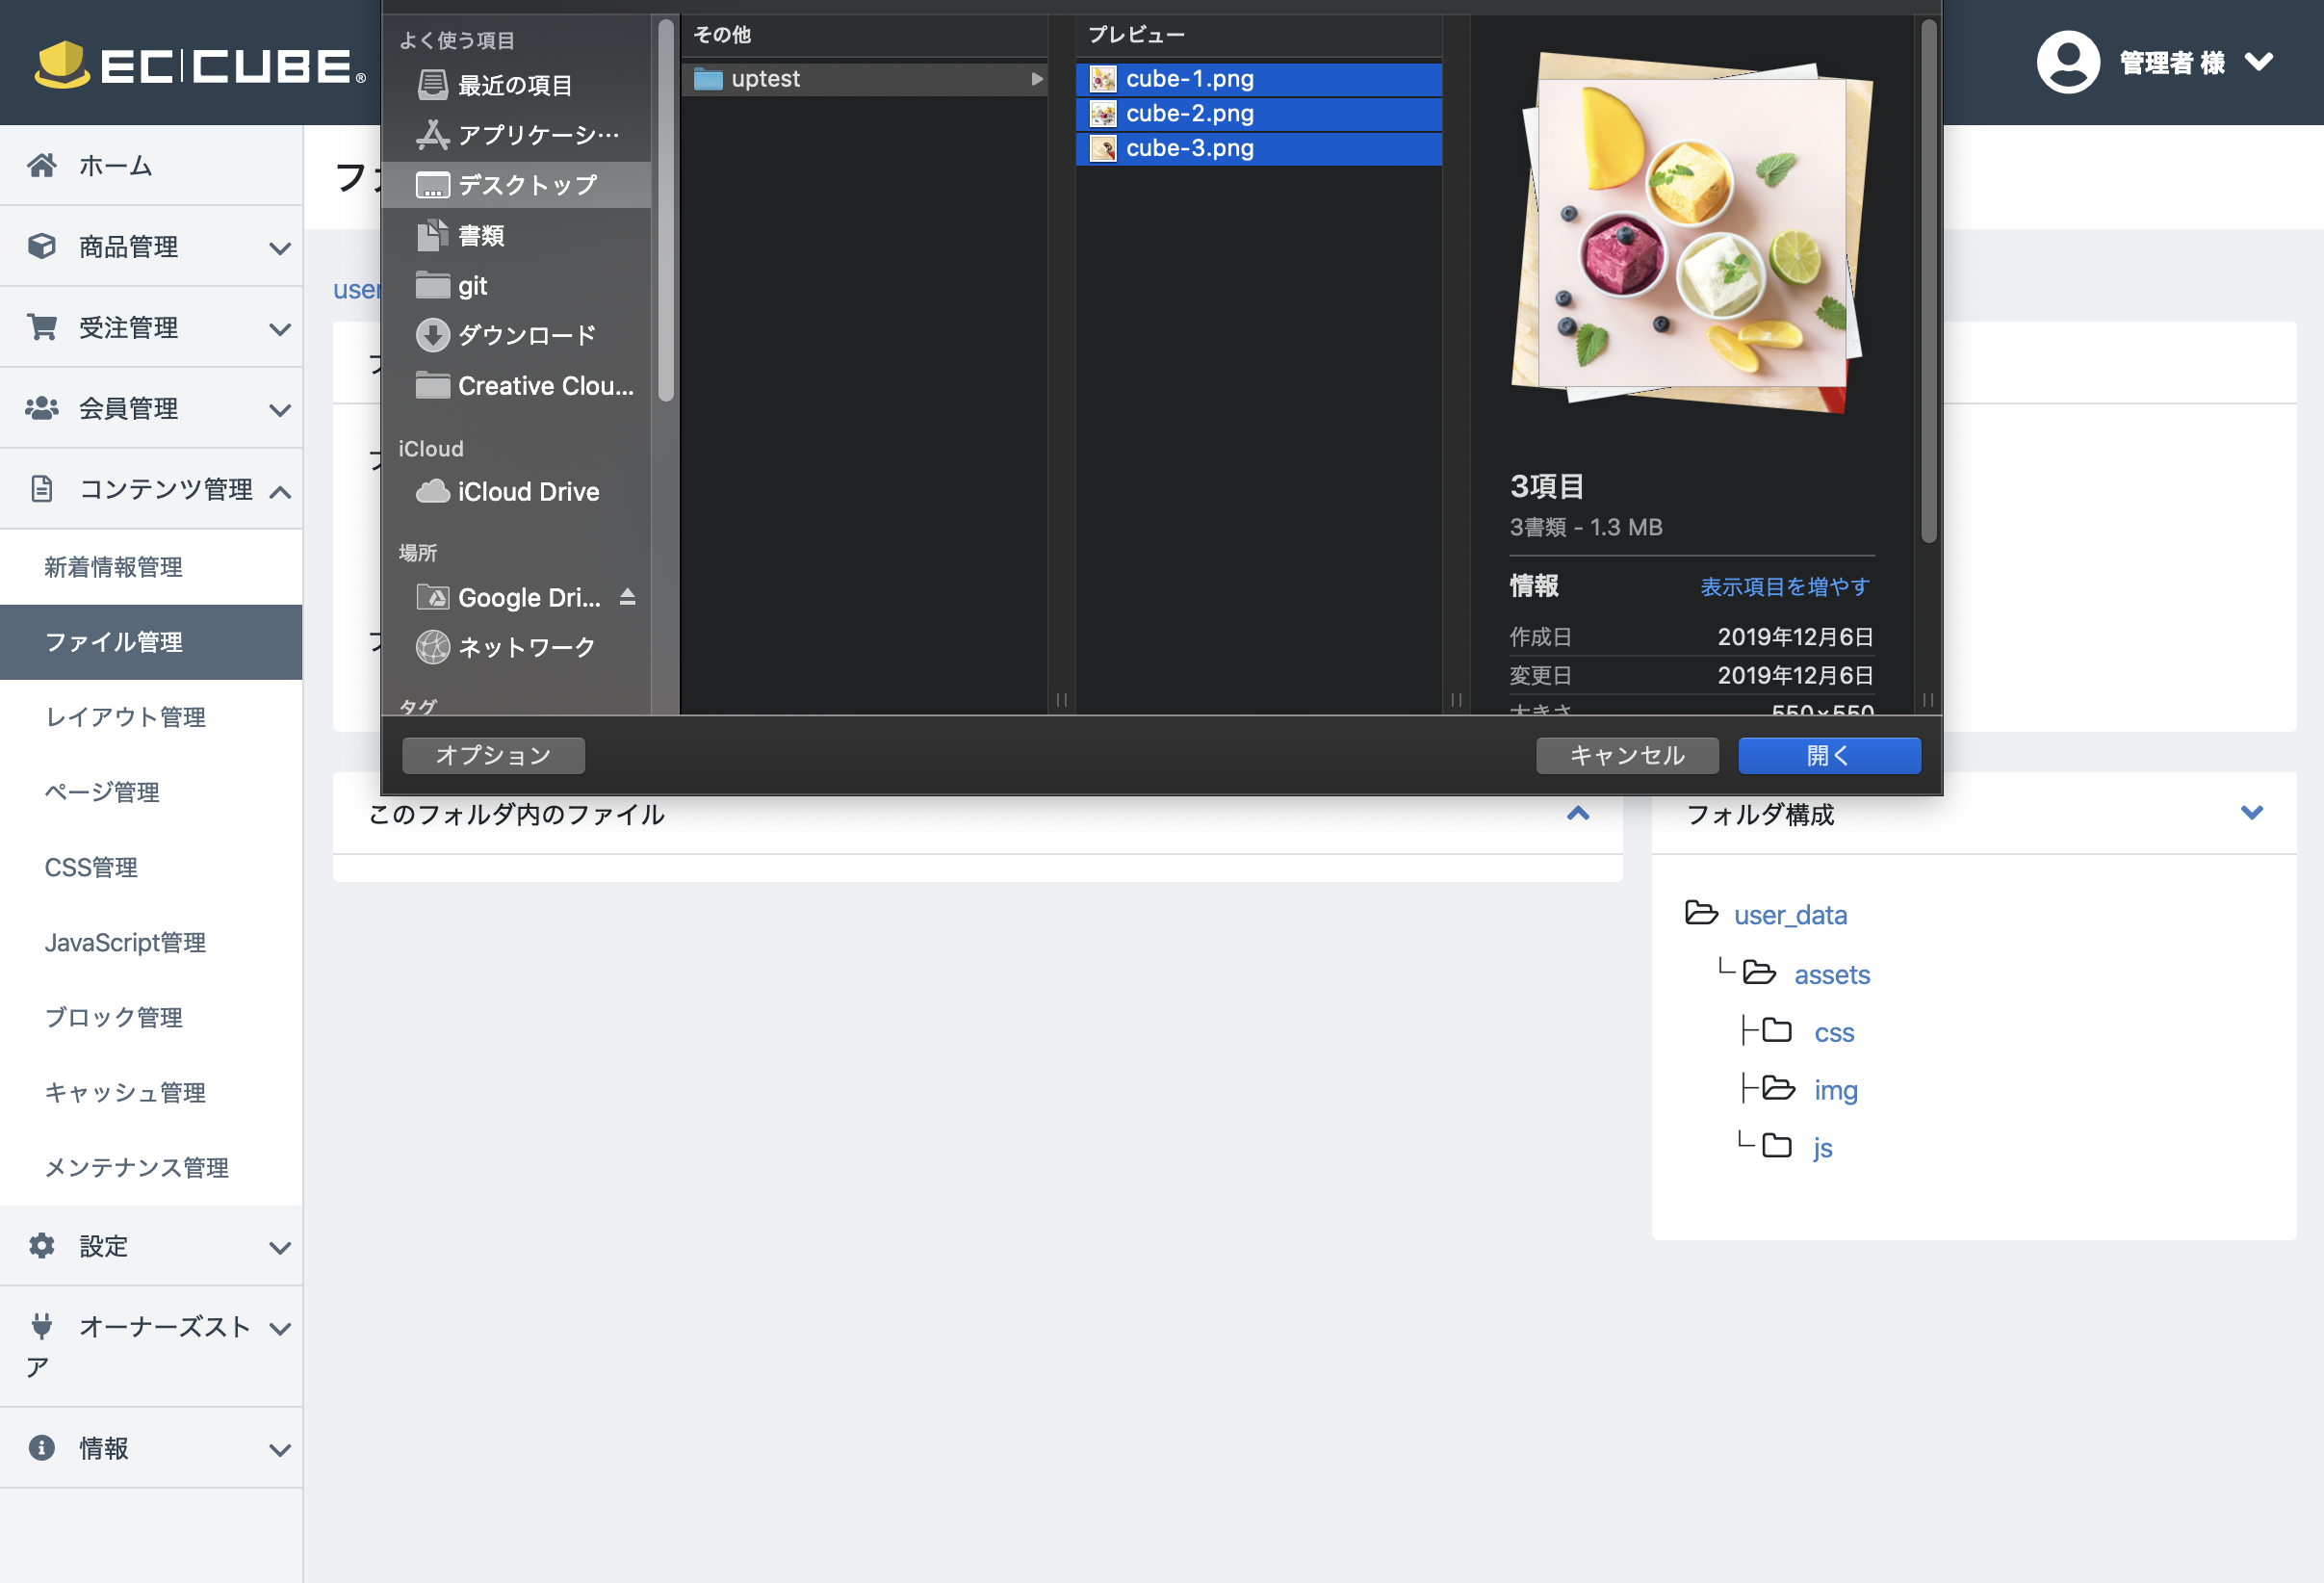 EC CUBE®
管理者 様
ホーム
商品管理
受注管理
会員管理
コンテンツ管理
新着情報管理
ファイル管理
レイアウト管理
ページ管理
CSS管理
JavaScript管理
ブロック管理
キャッシュ管理
メンテナンス管理
設定
オーナーズスト
ア
情報
user
よく使う項目
最近の項目
アプリケーシ…
デスクトップ
書類
git
ダウンロード
Creative Clou...
iCloud
iCloud Drive
場所
Google Dri...
ネットワーク
タグ
その他
uptest
プレビュー
cube-1.png
cube-2.png
cube-3.png
3項目
3書類 - 1.3 MB
情報 表示項目を増やす
作成日 2019年12月6日
変更日 2019年12月6日
大きさ 550×550
オプション キャンセル 開く
このフォルダ内のファイル
フォルダ構成
user_data
assets
css
img
js